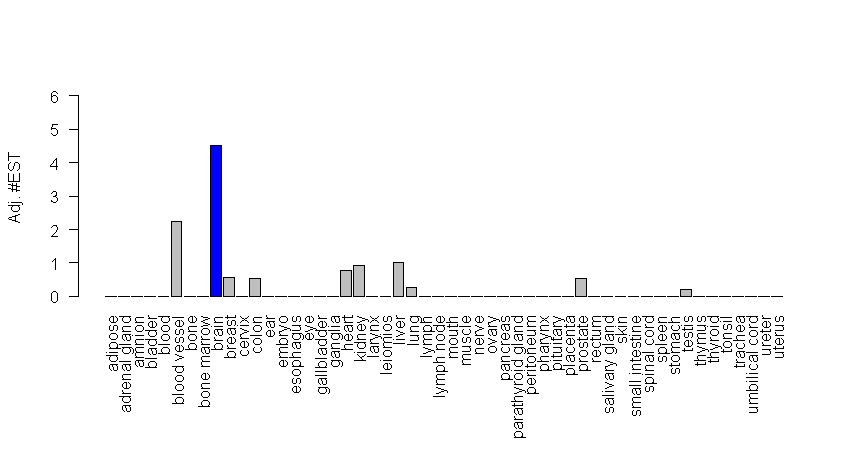 6
5
4
3
2
1
0
Adj. #EST
adipose
adrenal gland
amnion
bladder
blood
blood vessel
bone
bone marrow
brain
breast
cervix
colon
ear
embryo
esophagus
eye
gallbladder
ganglia
heart
kidney
larynx
leiomios
liver
lung
lymph
lymph node
mouth
muscle
nerve
ovary
pancreas
parathyroid gland
peritoneum
pharynx
pituitary
placenta
prostate
rectum
salivary gland
skin
small intestine
spinal cord
spleen
stomach
testis
thymus
thyroid
tonsil
trachea
umbilical cord
ureter
uterus